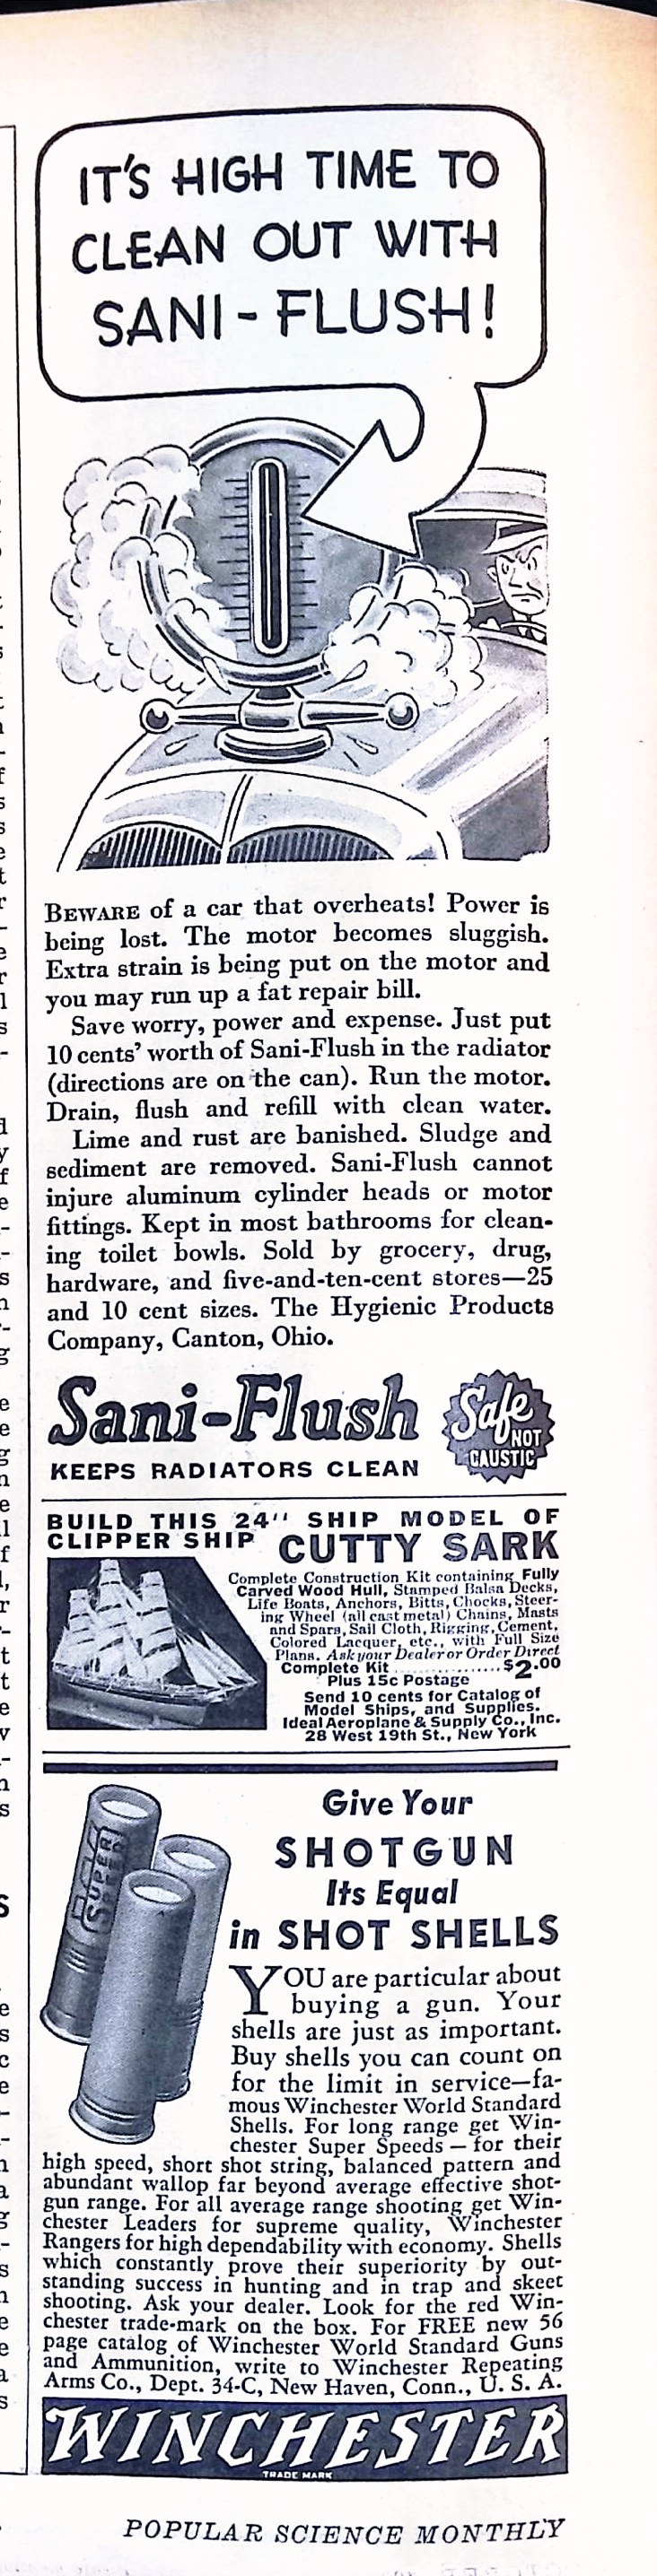 IT'S HIGH TIME TO
CLEAN OUT WITH
SANI-FLUSH!
BEWARE of a car that overheats! Power is
being lost. The motor becomes sluggish.
Extra strain is being put on the motor and
you may run up a fat repair bill.
Save worry, power and expense. Just put
10 cents' worth of Sani-Flush in the radiator
(directions are on the can). Run the motor.
Drain, flush and refill with clean water.
Lime and rust are banished. Sludge and
sediment are removed. Sani-Flush cannot
injure aluminum cylinder heads or motor
fittings. Kept in most bathrooms for clean-
ing toilet bowls. Sold by grocery, drug,
hardware, and five-and-ten-cent stores—25
and 10 cent sizes. The Hygienic Products
Company, Canton, Ohio.
Sani-Flush
KEEPS RADIATORS CLEAN
Safe
NOT
CAUSTIC
BUILD THIS 24" SHIP MODEL OF
CLIPPER SHIP CUTTY SARK
Complete Construction Kit containing Fully
Carved Wood Hull, Stamped Balsa Decks,
Life Boats, Anchors, Bitts, Chocks, Steer-
ing Wheel (all cast metal) Chains, Masts
and Spars, Sail Cloth, Rigging, Cement,
Colored Lacquer, etc., with Full Size
Plans. Ask your Dealer or Order Direct
Complete Kit ............... $2.00
Plus 15c Postage
Send 10 cents for Catalog of
Model Ships, and Supplies.
Ideal Aeroplane & Supply Co., Inc.
28 West 19th St., New York
Give Your
SHOTGUN
Its Equal
in SHOT SHELLS
SUPER
SPEED
YOU are particular about
buying a gun. Your
shells are just as important.
Buy shells you can count on
for the limit in service—fa-
mous Winchester World Standard
Shells. For long range get Win-
chester Super Speeds — for their
high speed, short shot string, balanced pattern and
abundant wallop far beyond average effective shot-
gun range. For all average range shooting get Win-
chester Leaders for supreme quality, Winchester
Rangers for high dependability with economy. Shells
which constantly prove their superiority by out-
standing success in hunting and in trap and skeet
shooting. Ask your dealer. Look for the red Win-
chester trade-mark on the box. For FREE new 56
page catalog of Winchester World Standard Guns
and Ammunition, write to Winchester Repeating
Arms Co., Dept. 34-C, New Haven, Conn., U. S. A.
WINCHESTER
TRADE MARK
POPULAR SCIENCE MONTHLY